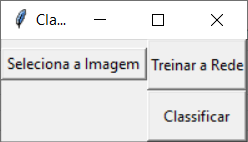 Cla...
Seleciona a Imagem
Treinar a Rede
Classificar